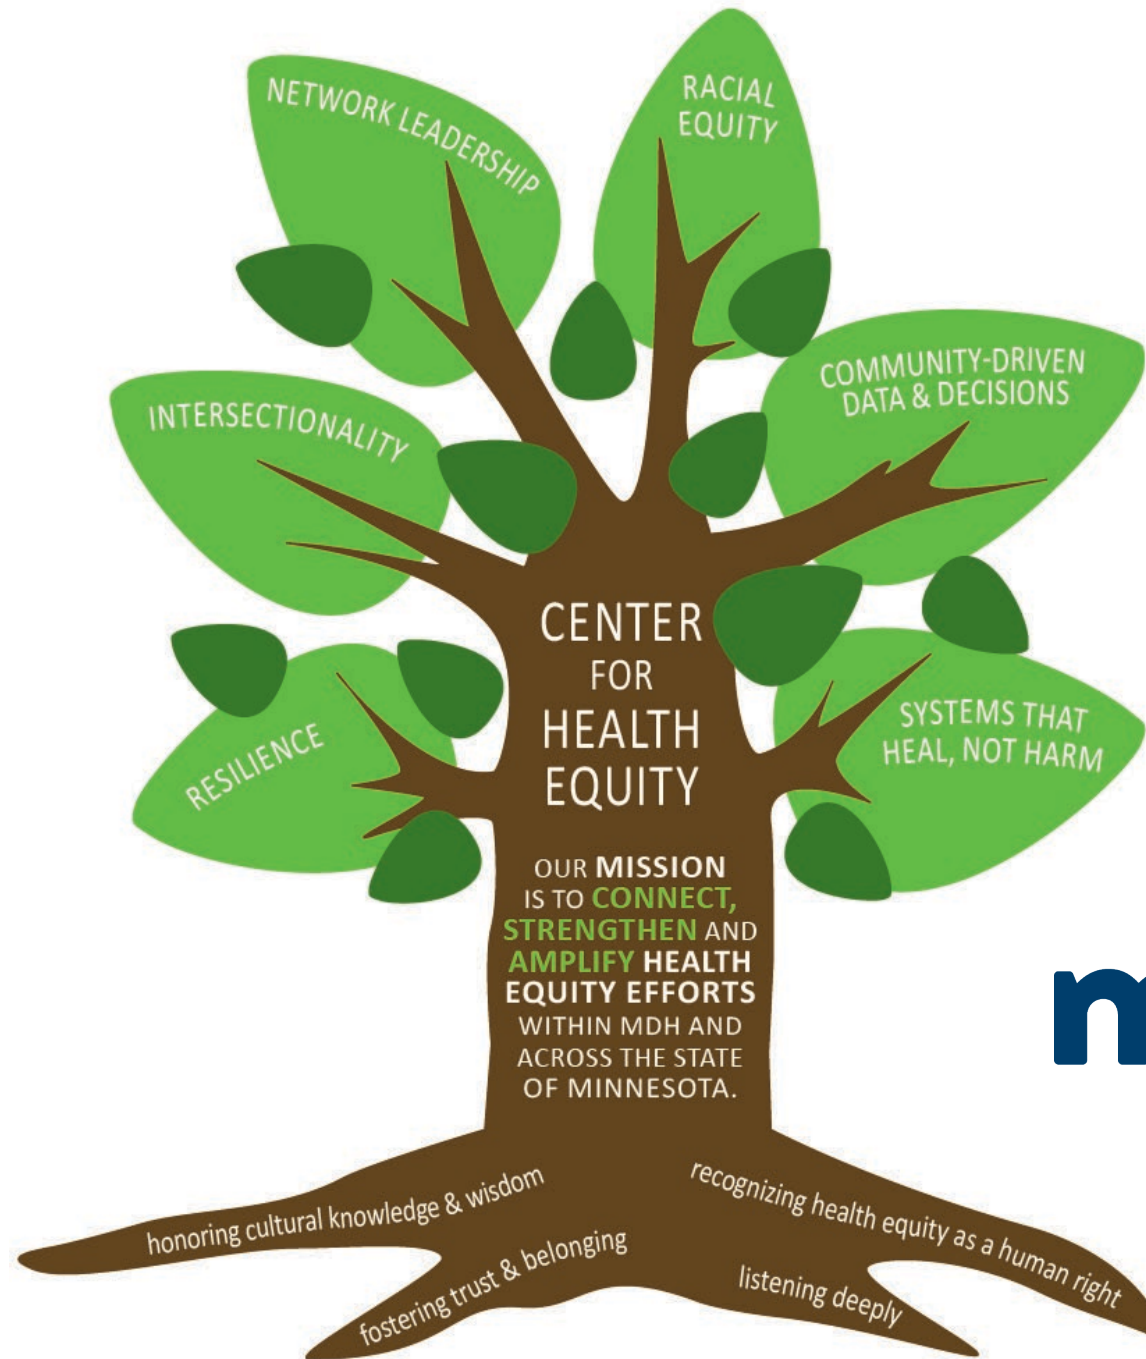 NETWORK LEADERSHIP
RACIAL
EQUITY
COMMUNITY-DRIVEN
DATA & DECISIONS
INTERSECTIONALITY
RESILIENCE
SYSTEMS THAT
HEAL, NOT HARM
CENTER
FOR
HEALTH
EQUITY
OUR MISSION
IS TO CONNECT,
STRENGTHEN AND
AMPLIFY HEALTH
EQUITY EFFORTS
WITHIN MDH AND
ACROSS THE STATE
OF MINNESOTA.
m
honoring cultural knowledge & wisdom
fostering trust & belonging
recognizing health equity as a human right
listening deeply